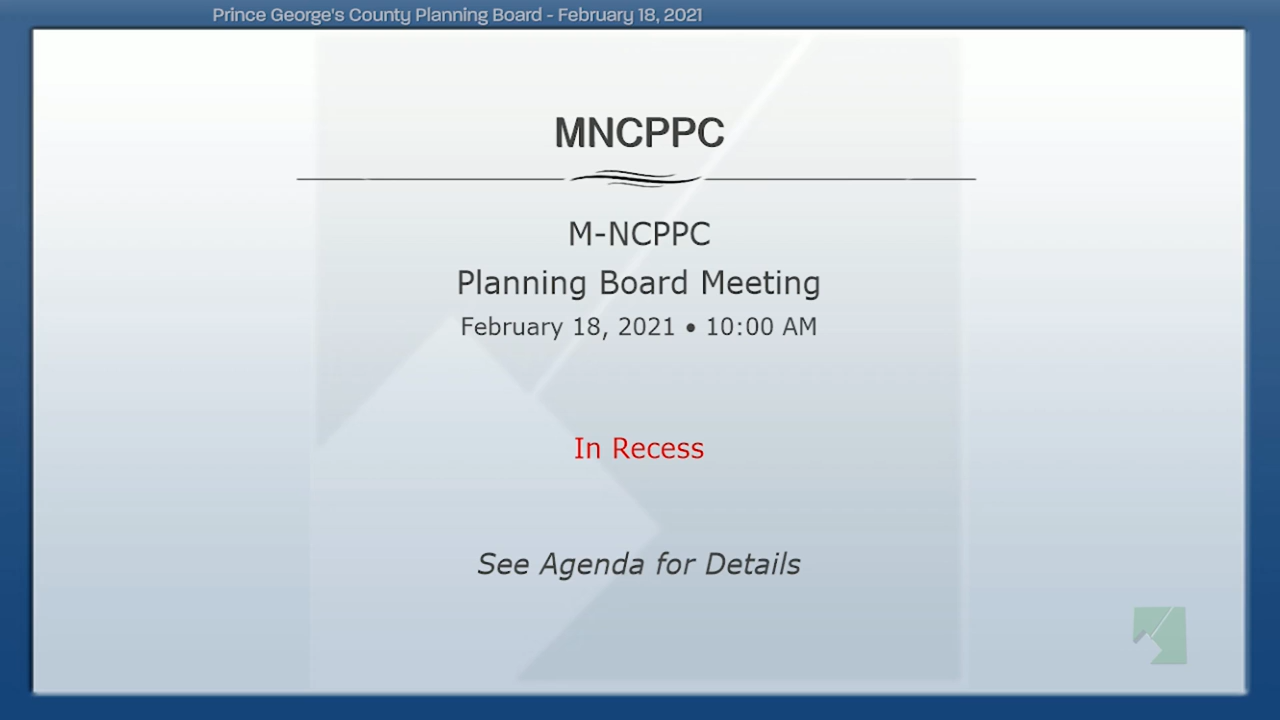 Prince George's County Planning Board - February 18, 2021
MNCPPC
M-NCPPC
Planning Board Meeting
February 18, 2021 • 10:00 AM
In Recess
See Agenda for Details